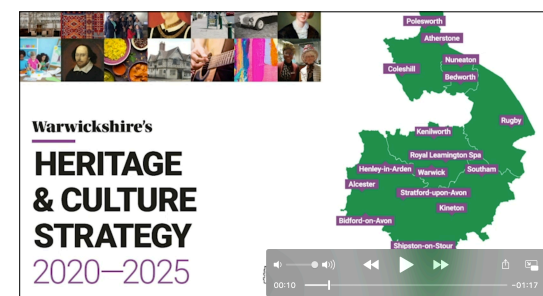 Warwickshire's
HERITAGE
& CULTURE
STRATEGY
2020—2025
Polesworth
Atherstone
Nuneaton
Coleshill
Bedworth
Rugby
Kenilworth
Royal Leamington Spa
Henley-in-Arden
Warwick
Southam
Alcester
Stratford-upon-Avon
Kineton
Bidford-on-Avon
Shipston-on-Stour
00:10
-01:17